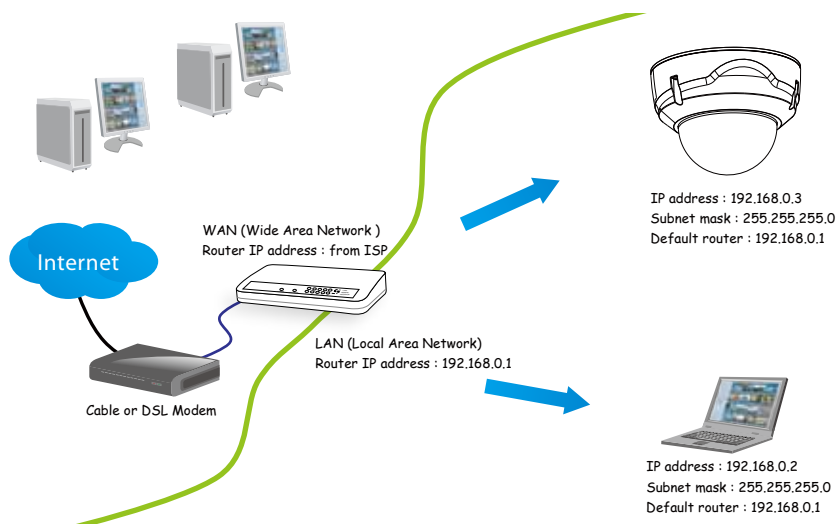 IP address : 192.168.0.3
Subnet mask : 255.255.255.0
Default router : 192.168.0.1
WAN (Wide Area Network )
Router IP address : from ISP
Internet
LAN (Local Area Network)
Router IP address : 192.168.0.1
Cable or DSL Modem
IP address : 192.168.0.2
Subnet mask : 255.255.255.0
Default router : 192.168.0.1